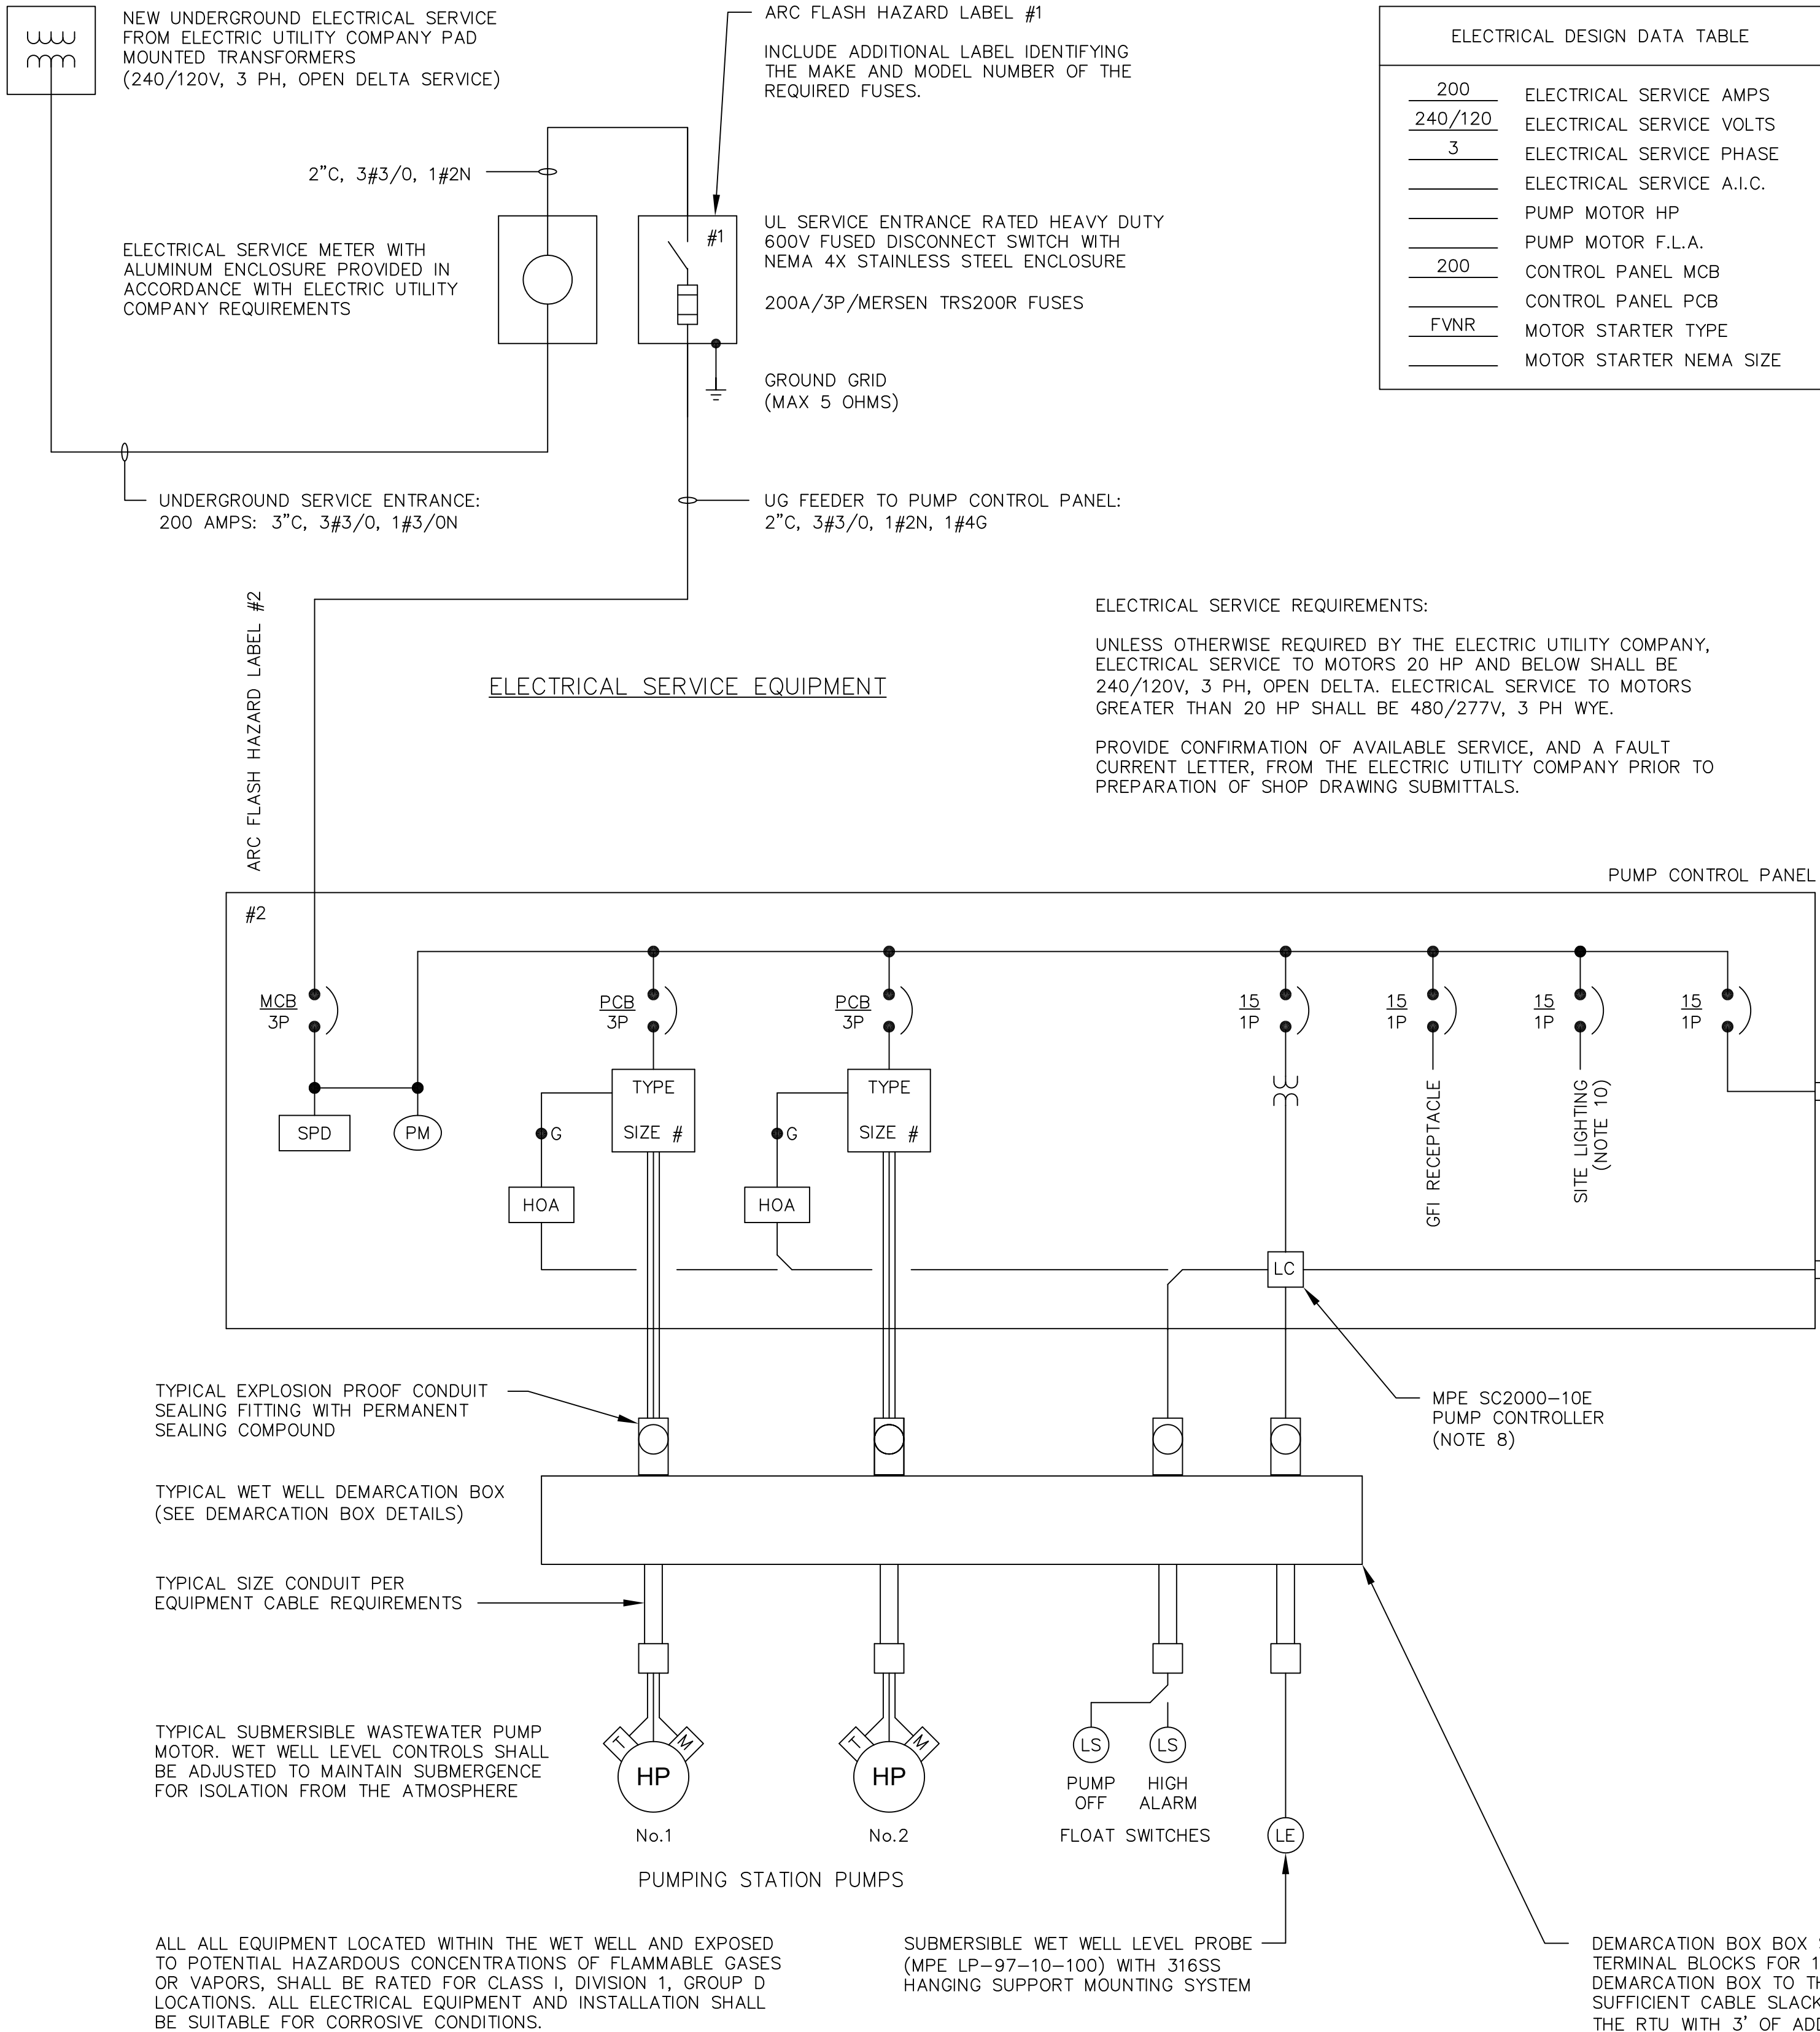 NEW UNDERGROUND ELECTRICAL SERVICE
FROM ELECTRIC UTILITY COMPANY PAD
MOUNTED TRANSFORMERS
(240/120V, 3 PH, OPEN DELTA SERVICE)
ARC FLASH HAZARD LABEL #1
INCLUDE ADDITIONAL LABEL IDENTIFYING
THE MAKE AND MODEL NUMBER OF THE
REQUIRED FUSES.
ELECTRICAL DESIGN DATA TABLE
200 ELECTRICAL SERVICE AMPS
240/120 ELECTRICAL SERVICE VOLTS
3 ELECTRICAL SERVICE PHASE
ELECTRICAL SERVICE A.I.C.
PUMP MOTOR HP
PUMP MOTOR F.L.A.
200 CONTROL PANEL MCB
CONTROL PANEL PCB
FVNR MOTOR STARTER TYPE
MOTOR STARTER NEMA SIZE
2"C, 3#3/0, 1#2N
ELECTRICAL SERVICE METER WITH
ALUMINUM ENCLOSURE PROVIDED IN
ACCORDANCE WITH ELECTRIC UTILITY
COMPANY REQUIREMENTS
#1
UL SERVICE ENTRANCE RATED HEAVY DUTY
600V FUSED DISCONNECT SWITCH WITH
NEMA 4X STAINLESS STEEL ENCLOSURE
200A/3P/MERSEN TRS200R FUSES
GROUND GRID
(MAX 5 OHMS)
UNDERGROUND SERVICE ENTRANCE:
200 AMPS: 3"C, 3#3/0, 1#3/0N
UG FEEDER TO PUMP CONTROL PANEL:
2"C, 3#3/0, 1#2N, 1#4G
ARC FLASH HAZARD LABEL #2
ELECTRICAL SERVICE EQUIPMENT
ELECTRICAL SERVICE REQUIREMENTS:
UNLESS OTHERWISE REQUIRED BY THE ELECTRIC UTILITY COMPANY,
ELECTRICAL SERVICE TO MOTORS 20 HP AND BELOW SHALL BE
240/120V, 3 PH, OPEN DELTA. ELECTRICAL SERVICE TO MOTORS
GREATER THAN 20 HP SHALL BE 480/277V, 3 PH WYE.
PROVIDE CONFIRMATION OF AVAILABLE SERVICE, AND A FAULT
CURRENT LETTER, FROM THE ELECTRIC UTILITY COMPANY PRIOR TO
PREPARATION OF SHOP DRAWING SUBMITTALS.
PUMP CONTROL PANEL
#2
MCB
3P
PCB
3P
PCB
3P
15
1P
15
1P
15
1P
15
1P
SPD
PM
G
TYPE
SIZE #
HOA
G
TYPE
SIZE #
HOA
GFI RECEPTACLE
SITE LIGHTING
(NOTE 10)
LC
TYPICAL EXPLOSION PROOF CONDUIT
SEALING FITTING WITH PERMANENT
SEALING COMPOUND
MPE SC2000-10E
PUMP CONTROLLER
(NOTE 8)
TYPICAL WET WELL DEMARCATION BOX
(SEE DEMARCATION BOX DETAILS)
TYPICAL SIZE CONDUIT PER
EQUIPMENT CABLE REQUIREMENTS
TYPICAL SUBMERSIBLE WASTEWATER PUMP
MOTOR. WET WELL LEVEL CONTROLS SHALL
BE ADJUSTED TO MAINTAIN SUBMERGENCE
FOR ISOLATION FROM THE ATMOSPHERE
T
M
HP
No.1
T
M
HP
No.2
LS
LS
PUMP
OFF
HIGH
ALARM
FLOAT SWITCHES
LE
PUMPING STATION PUMPS
ALL ALL EQUIPMENT LOCATED WITHIN THE WET WELL AND EXPOSED
TO POTENTIAL HAZARDOUS CONCENTRATIONS OF FLAMMABLE GASES
OR VAPORS, SHALL BE RATED FOR CLASS I, DIVISION 1, GROUP D
LOCATIONS. ALL ELECTRICAL EQUIPMENT AND INSTALLATION SHALL
BE SUITABLE FOR CORROSIVE CONDITIONS.
SUBMERSIBLE WET WELL LEVEL PROBE
(MPE LP-97-10-100) WITH 316SS
HANGING SUPPORT MOUNTING SYSTEM
DEMARCATION BOX BOX
TERMINAL BLOCKS FOR 1
DEMARCATION BOX TO
SUFFICIENT CABLE SLACK
THE RTU WITH 3' OF